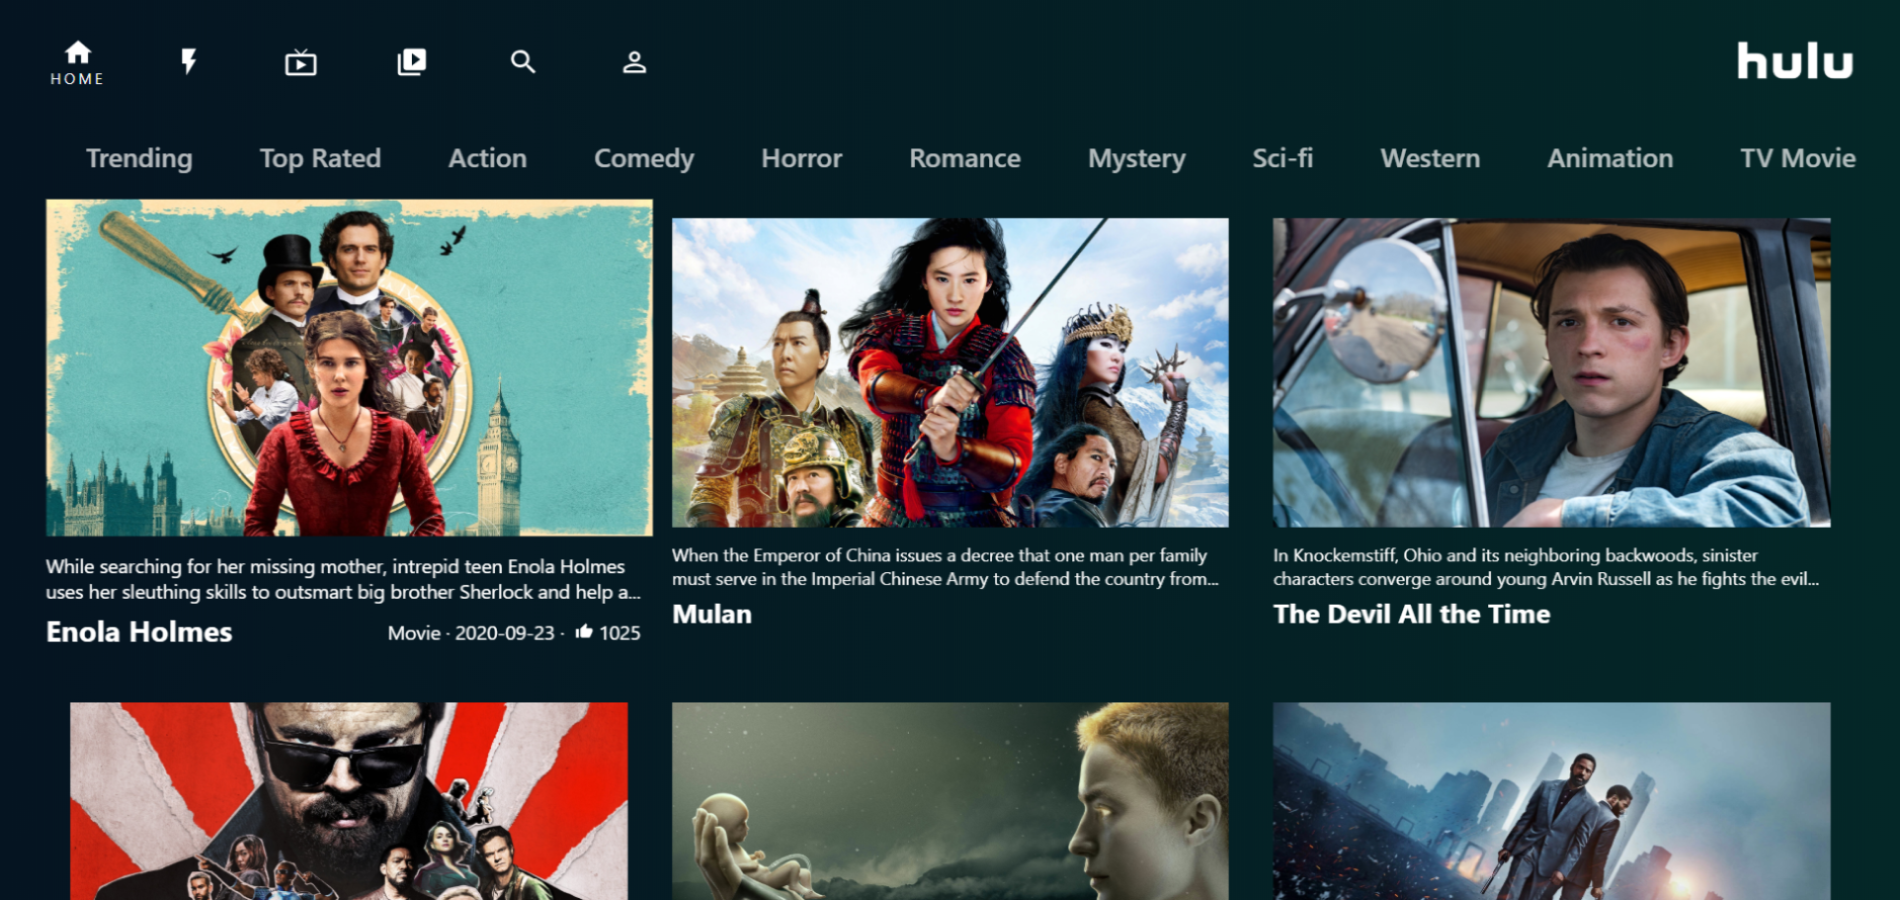 HOME
hulu
Trending
Top Rated
Action
Comedy
Horror
Romance
Mystery
Sci-fi
Western
Animation
TV Movie
While searching for her missing mother, intrepid teen Enola Holmes
uses her sleuthing skills to outsmart big brother Sherlock and help a...
Enola Holmes
Movie · 2020-09-23 · 1025
When the Emperor of China issues a decree that one man per family
must serve in the Imperial Chinese Army to defend the country from...
Mulan
In Knockemstiff, Ohio and its neighboring backwoods, sinister
characters converge around young Arvin Russell as he fights the evil...
The Devil All the Time